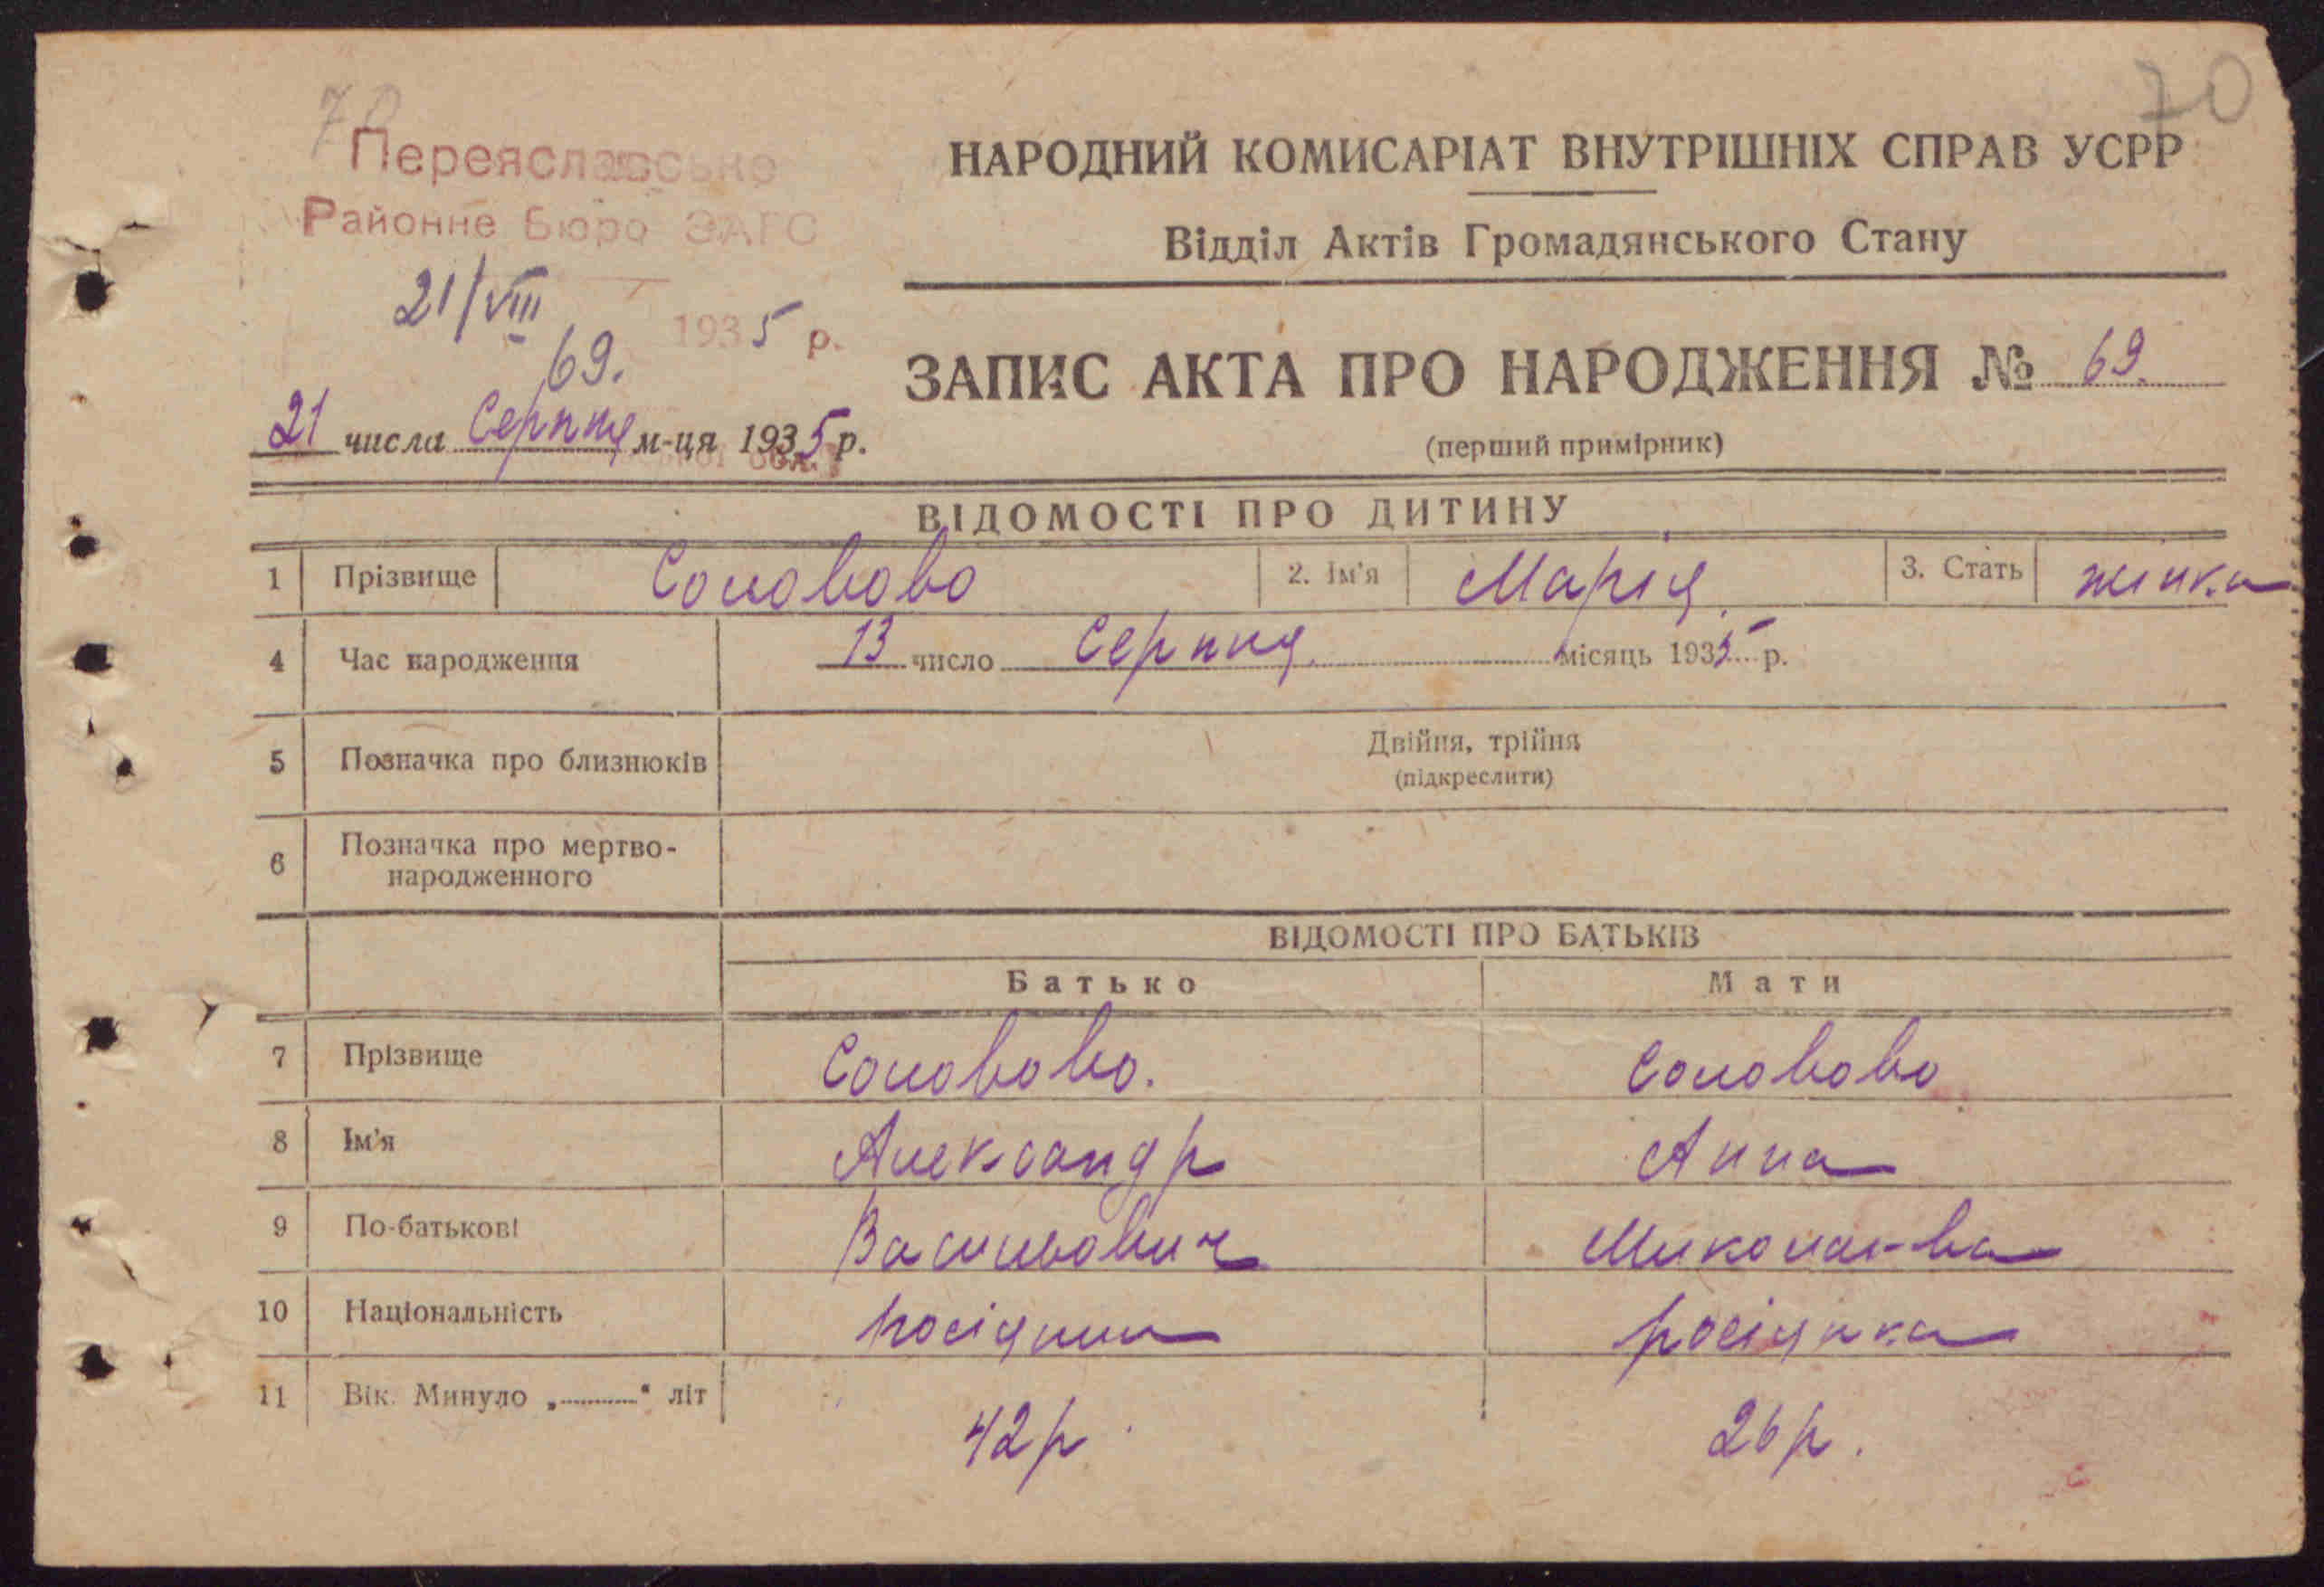 70
70
Переяславське
Районне Бюро ЗАГС
21/VIII 1935 р.
69.
21 числа Серпня м-ця 1935 р.
НАРОДНИЙ КОМИСАРІАТ ВНУТРІШНІХ СПРАВ УСРР
Відділ Актів Громадянського Стану
ЗАПИС АКТА ПРО НАРОДЖЕННЯ № 69.
(перший примірник)
ВІДОМОСТІ ПРО ДИТИНУ
1 Прізвище Соловово 2. Ім'я Марія 3. Стать жінка
4 Час народження 13 число Серпня місяць 1935 р.
5 Позначка про близнюків Двійня, трійня
(підкреслити)
6 Позначка про мертво-
народженного
ВІДОМОСТІ ПРО БАТЬКІВ
Батько Мати
7 Прізвище Соловово. Соловово
8 Ім'я Александр Анна
9 По-батькові Васильович Миколаівна
10 Національність росіянин росіянка
11 Вік. Минуло „..........“ літ 42 р 26 р.